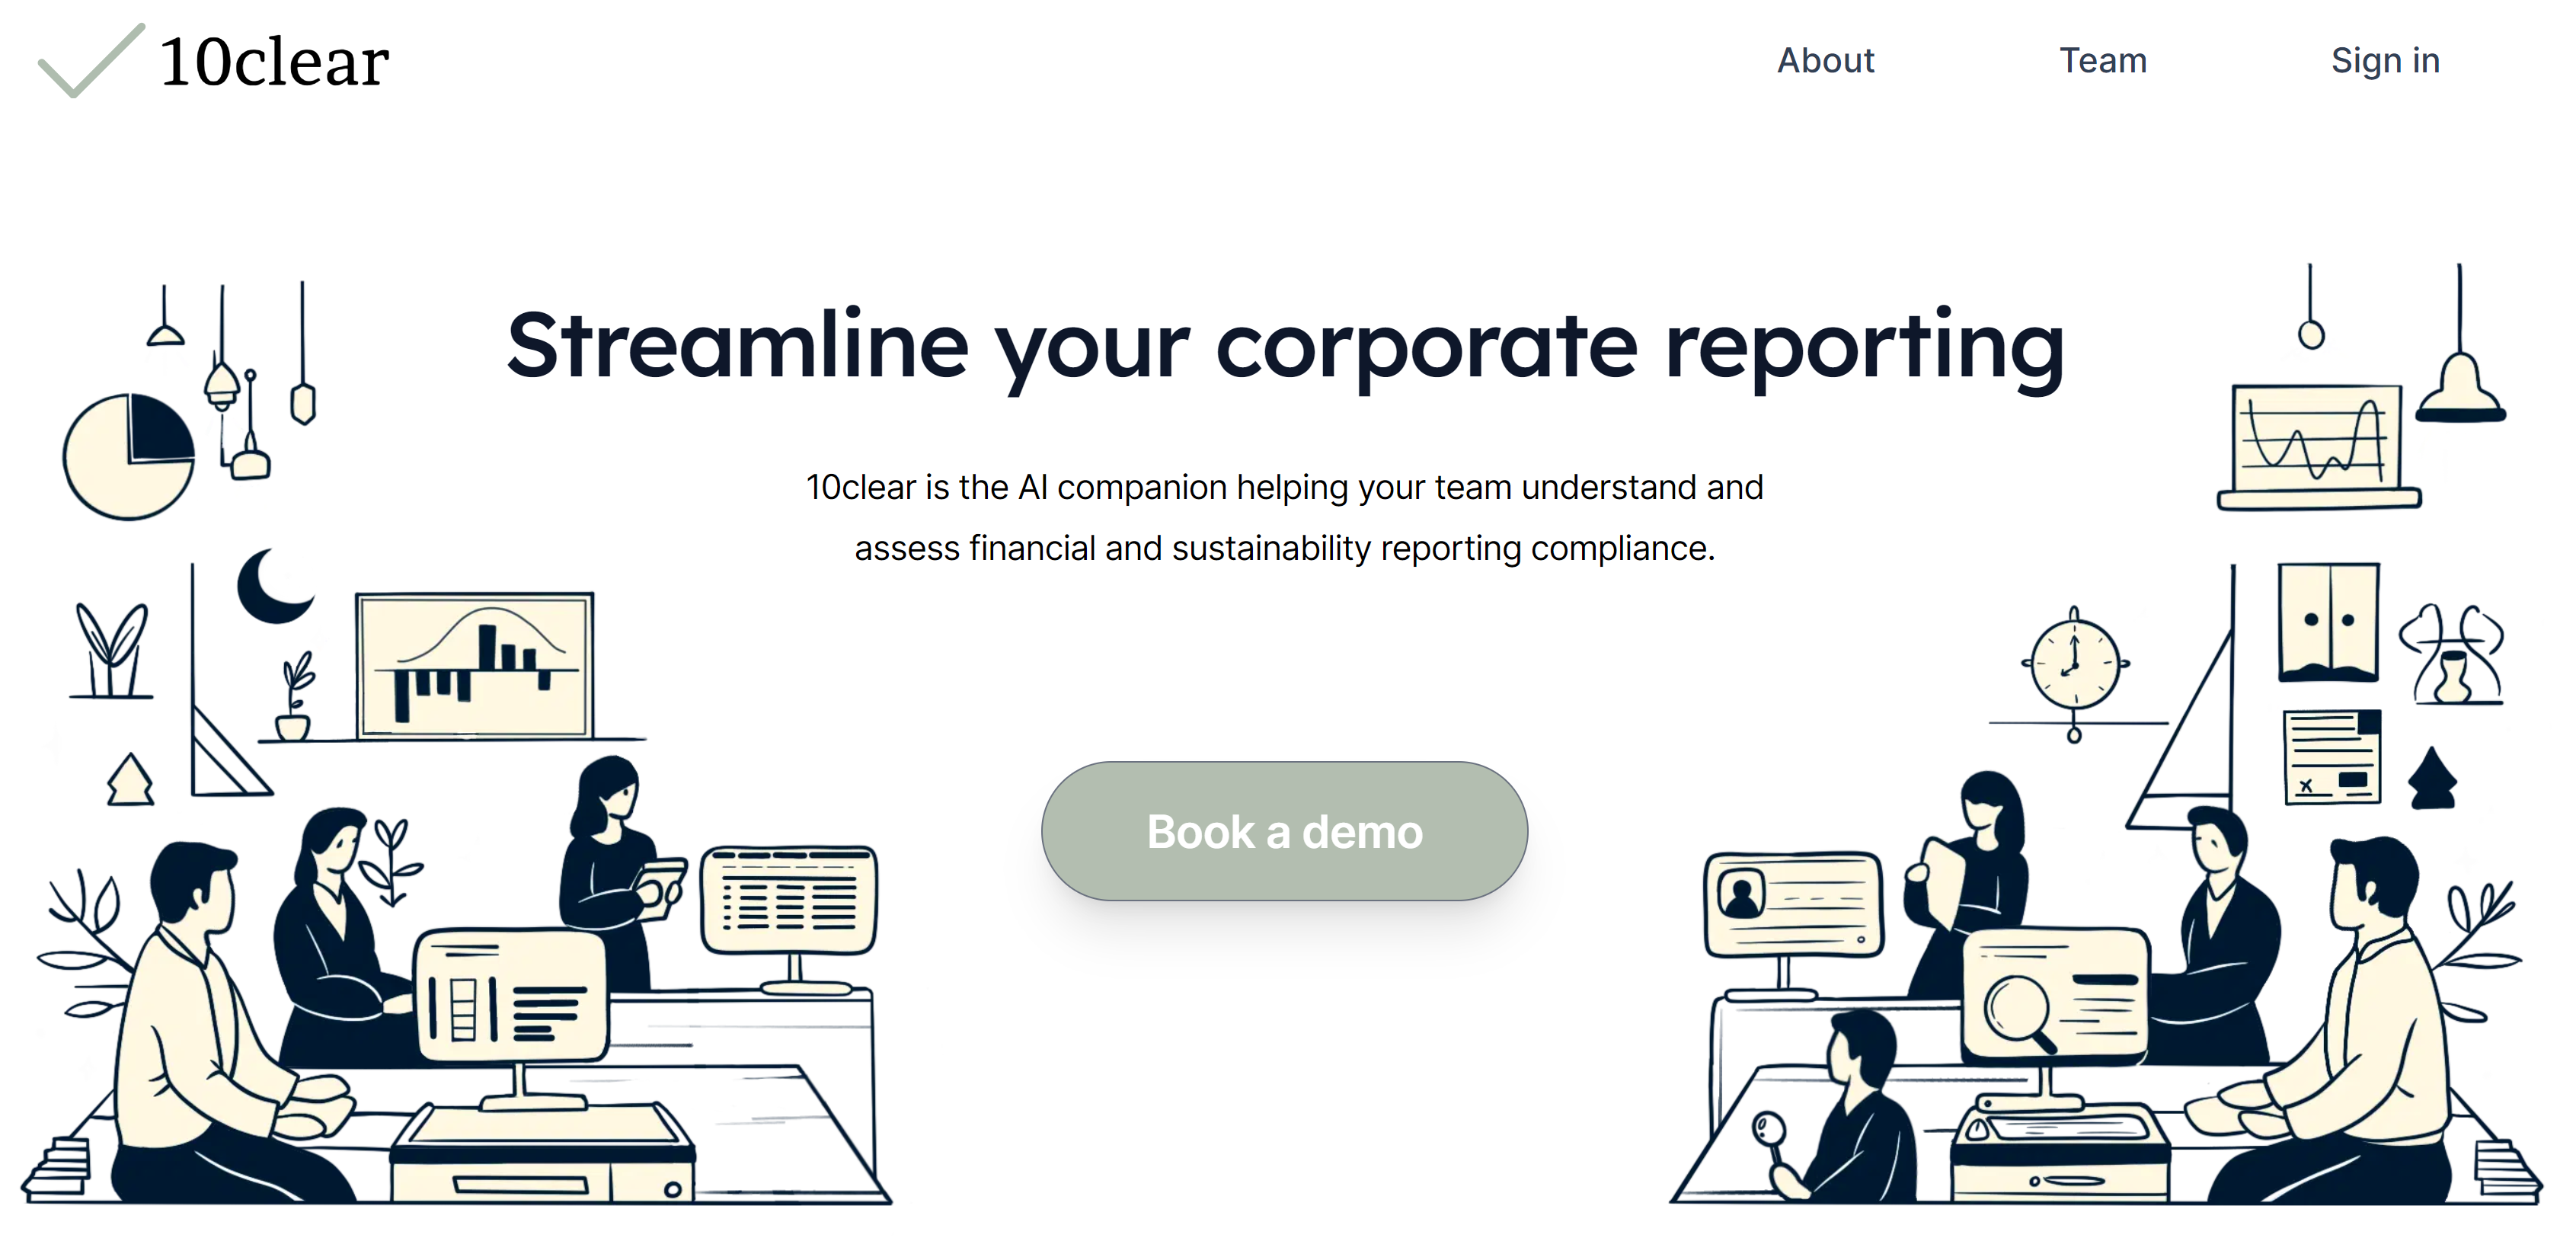 10clear
About
Team
Sign in
Streamline your corporate reporting
10clear is the AI companion helping your team understand and
assess financial and sustainability reporting compliance.
Book a demo